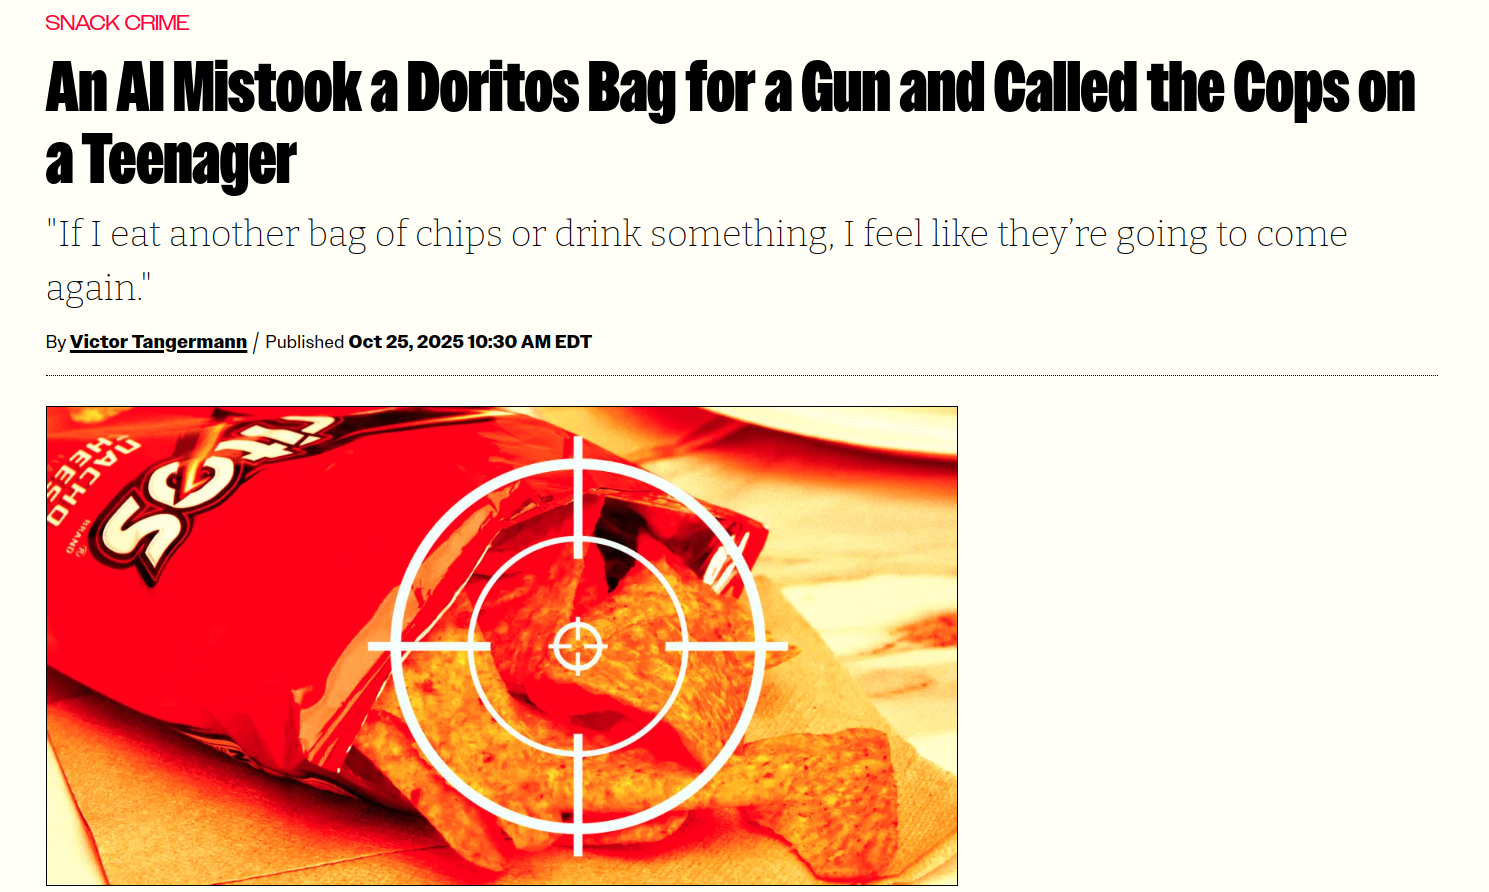 SNACK CRIME
An AI Mistook a Doritos Bag for a Gun and Called the Cops on
a Teenager
"If I eat another bag of chips or drink something, I feel like they’re going to come
again."
By Victor Tangermann / Published Oct 25, 2025 10:30 AM EDT
ritos
NACHO
CHEESE
BRAND